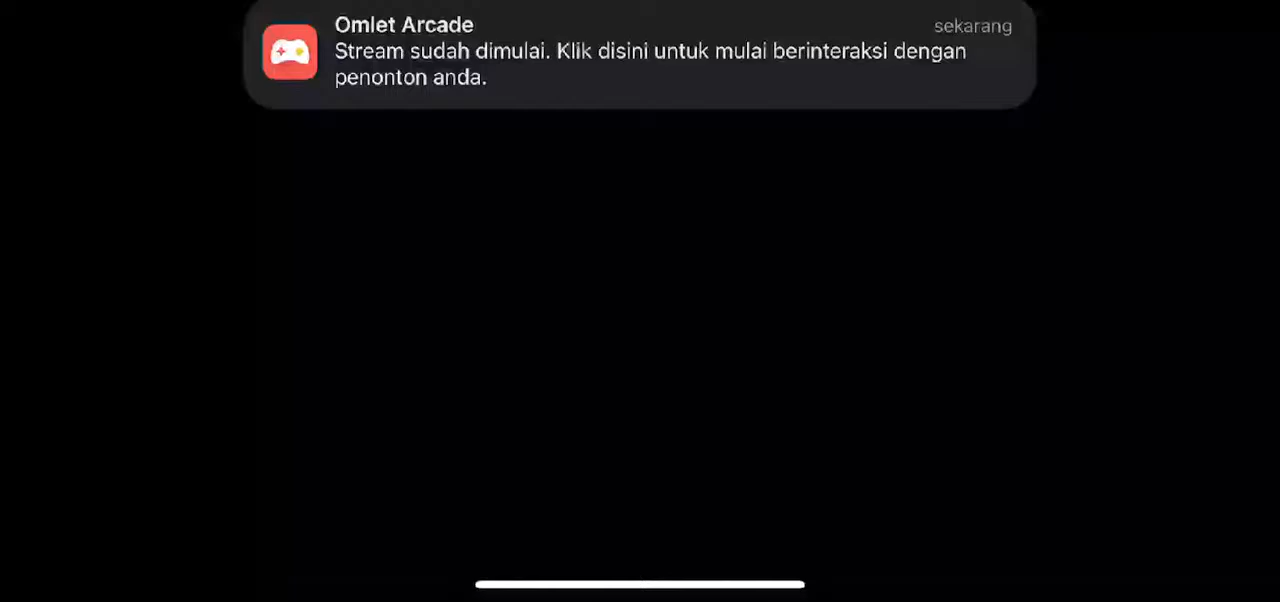 Omlet Arcade
sekarang
Stream sudah dimulai. Klik disini untuk mulai berinteraksi dengan
penonton anda.